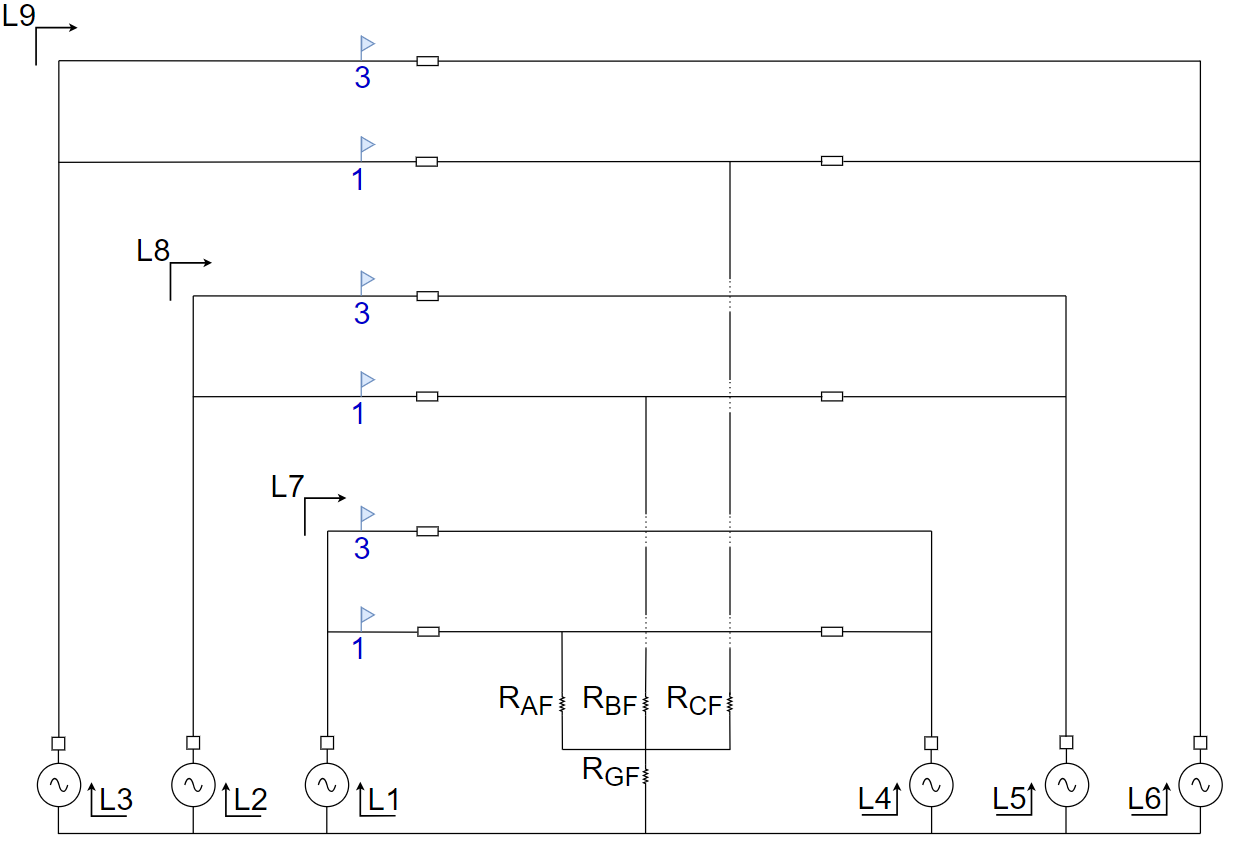 L9
3
1
L8
3
1
L7
3
1
RAF RBF RCF
RGF
L3 L2 L1 L4 L5 L6